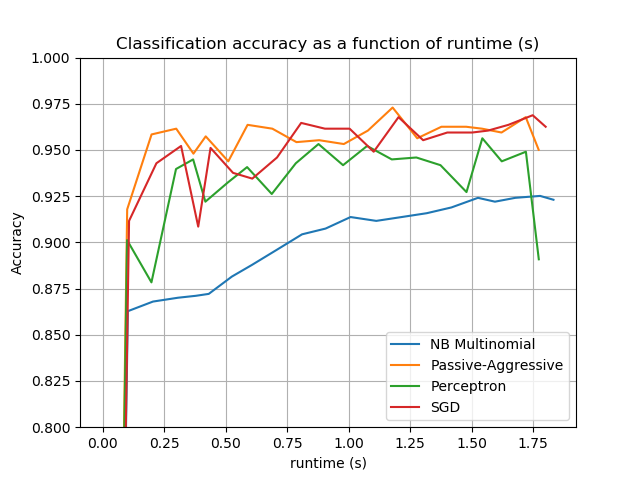 Classification accuracy as a function of runtime (s)
1.000
0.975
0.950
0.925
0.900
0.875
0.850
0.825
0.800
Accuracy
NB Multinomial
Passive-Aggressive
Perceptron
SGD
0.00 0.25 0.50 0.75 1.00 1.25 1.50 1.75
runtime (s)